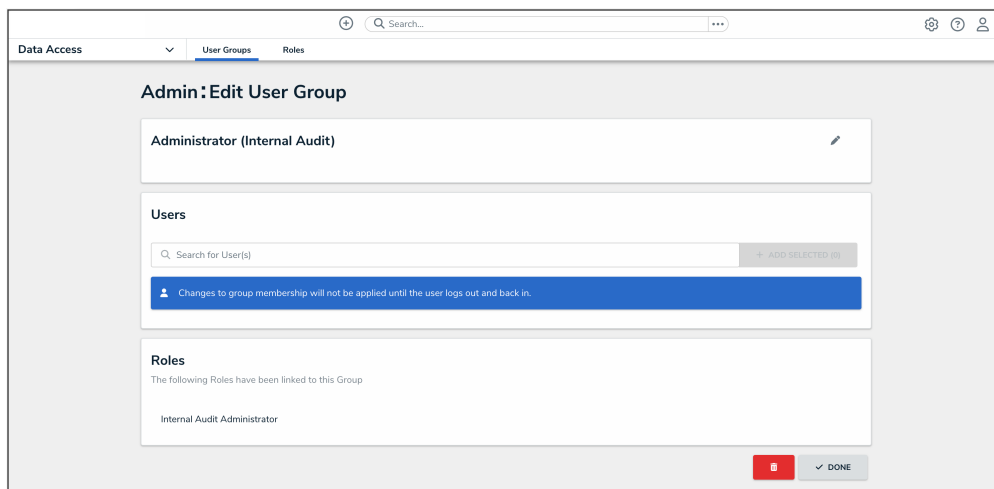 Search...
Data Access
User Groups
Roles
Admin:Edit User Group
Administrator (Internal Audit)
Users
Search for User(s)
+ ADD SELECTED (0)
Changes to group membership will not be applied until the user logs out and back in.
Roles
The following Roles have been linked to this Group
Internal Audit Administrator
DONE